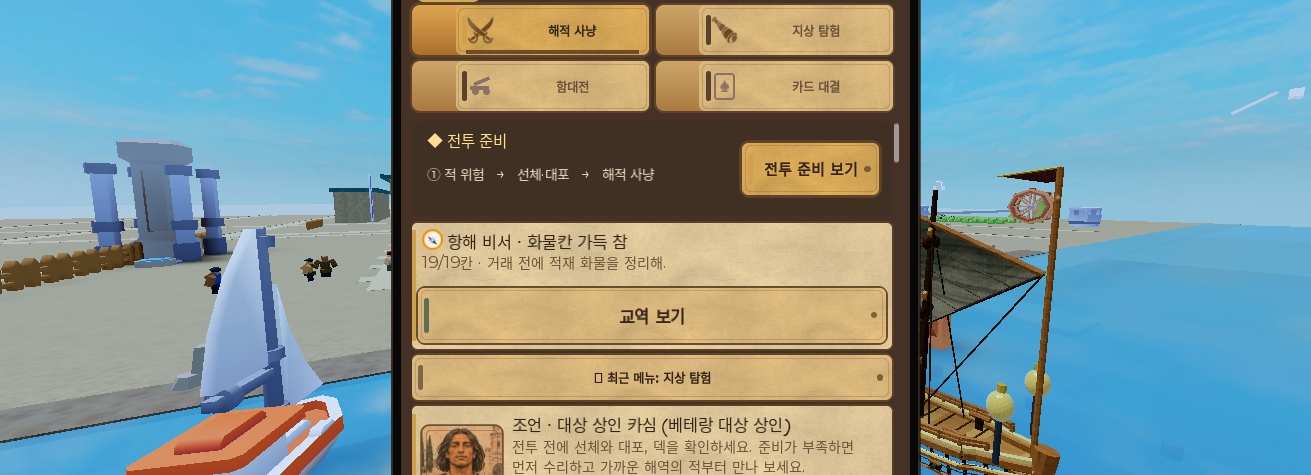 해적 사냥
지상 탐험
함대전
카드 대결
◆ 전투 준비
① 적 위험 → 선체·대포 → 해적 사냥
전투 준비 보기
항해 비서 · 화물칸 가득 참
19/19칸 · 거래 전에 적재 화물을 정리해.
교역 보기
최근 메뉴: 지상 탐험
조언 · 대상 상인 카심 (베테랑 대상 상인)
전투 전에 선체와 대포, 덱을 확인하세요. 준비가 부족하면
먼저 수리하고 가까운 해역의 적부터 만나 보세요.